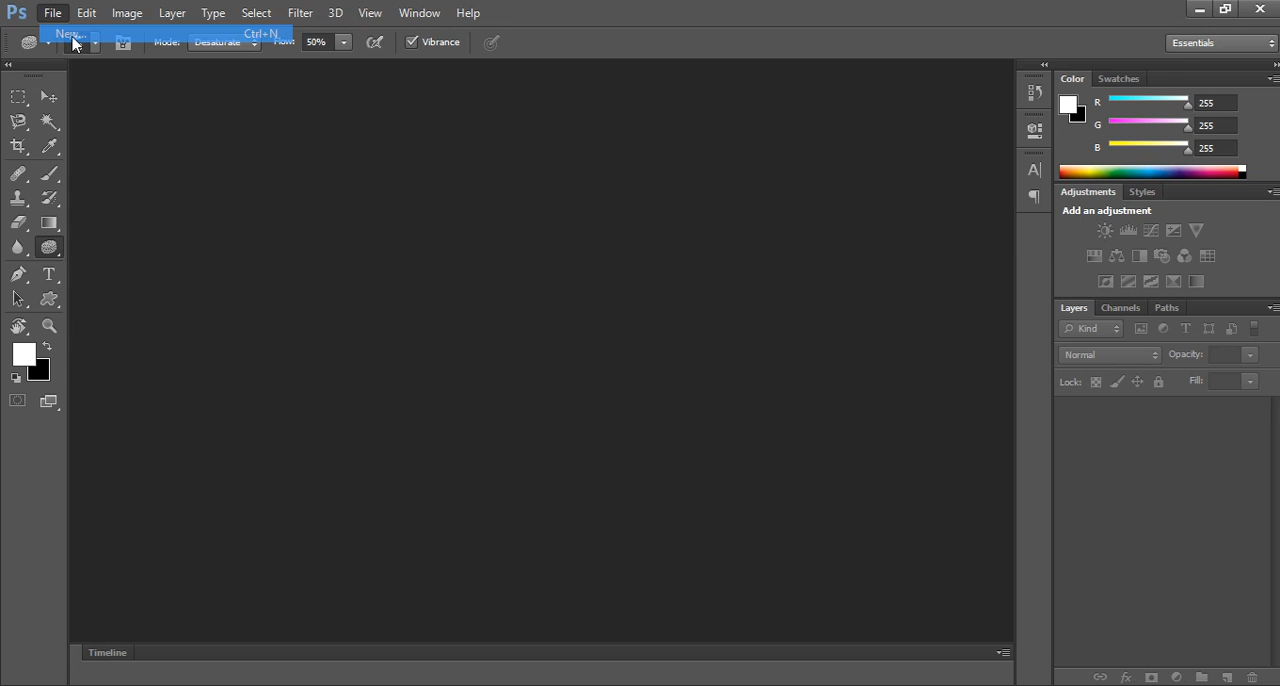 Ps File Edit Image Layer Type Select Filter 3D View Window Help
New... Ctrl+N
Mode: Desaturate Flow: 50% Vibrance Essentials
Color Swatches
R 255
G 255
B 255
Adjustments Styles
Add an adjustment
Layers Channels Paths
Kind
Normal Opacity:
Lock: Fill:
Timeline